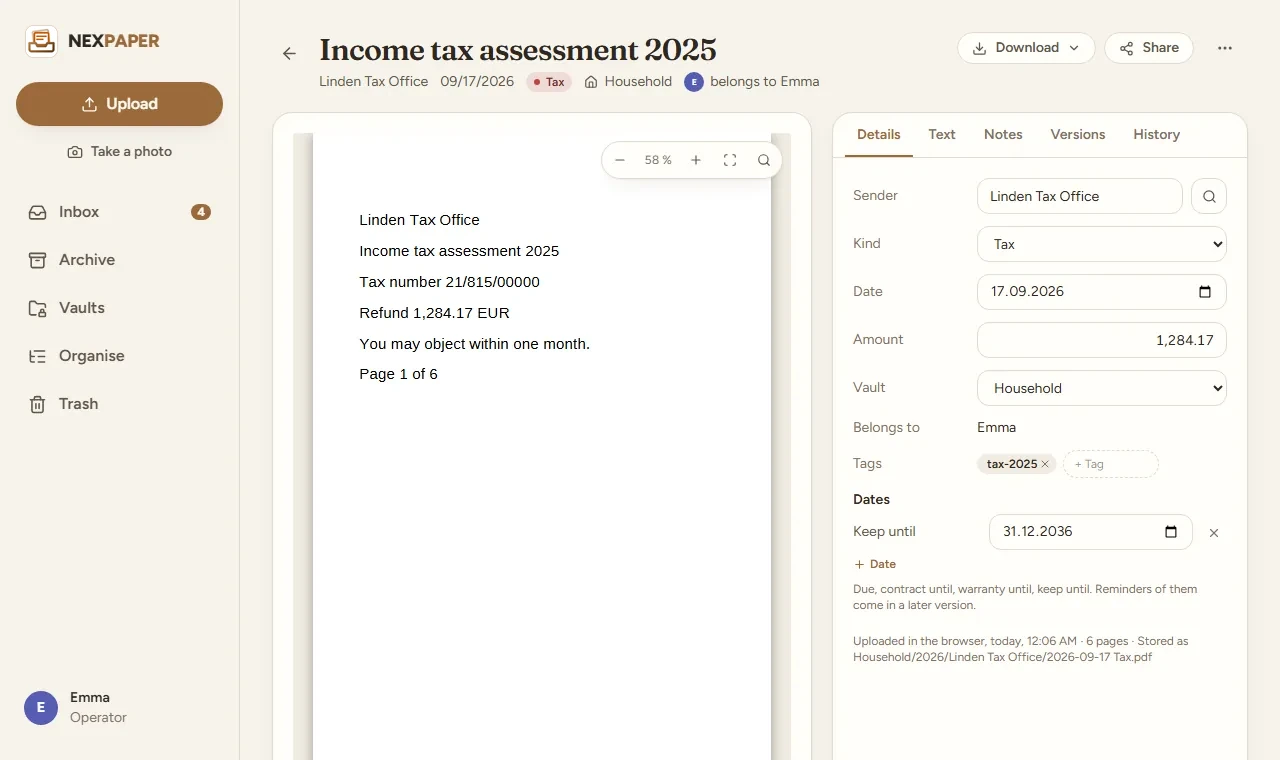 NEXPAPER
Upload
Take a photo
Inbox 4
Archive
Vaults
Organise
Trash
E Emma
Operator
Income tax assessment 2025
Download
Share
Linden Tax Office 09/17/2026 Tax Household E belongs to Emma
58 %
Linden Tax Office
Income tax assessment 2025
Tax number 21/815/00000
Refund 1,284.17 EUR
You may object within one month.
Page 1 of 6
Details Text Notes Versions History
Sender Linden Tax Office
Kind Tax
Date 17.09.2026
Amount 1,284.17
Vault Household
Belongs to Emma
Tags tax-2025 × + Tag
Dates
Keep until 31.12.2036
+ Date
Due, contract until, warranty until, keep until. Reminders of them
come in a later version.
Uploaded in the browser, today, 12:06 AM · 6 pages · Stored as
Household/2026/Linden Tax Office/2026-09-17 Tax.pdf